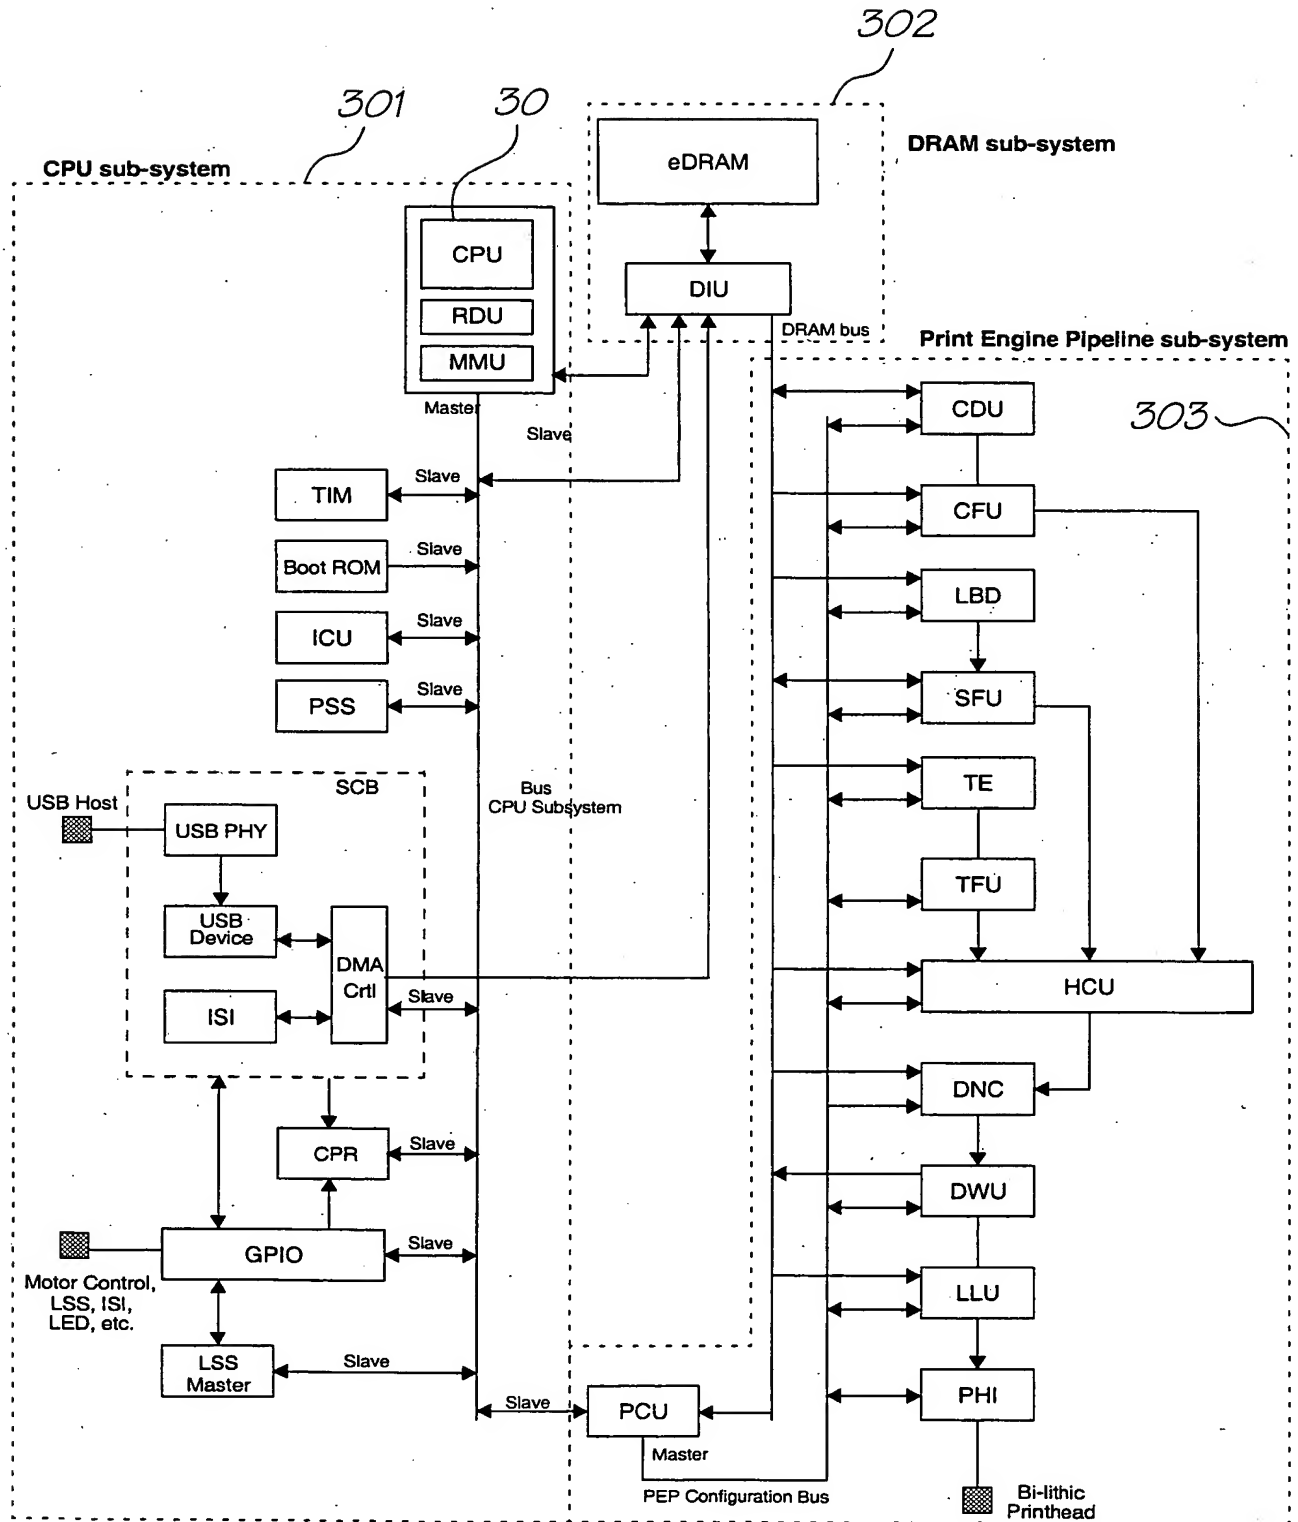 302
301
30
CPU sub-system
DRAM sub-system
eDRAM
CPU
RDU
MMU
DIU
DRAM bus
Print Engine Pipeline sub-system
Master
Slave
303
CDU
TIM
Slave
CFU
Boot ROM
Slave
LBD
ICU
Slave
PSS
Slave
SFU
SCB
Bus
CPU Subsystem
TE
USB Host
USB PHY
TFU
USB
Device
DMA
Crtl
Slave
ISI
HCU
DNC
CPR
Slave
DWU
GPIO
Slave
Motor Control,
LSS, ISI,
LED, etc.
LLU
LSS
Master
Slave
PHI
Slave
PCU
Master
PEP Configuration Bus
Bi-lithic
Printhead